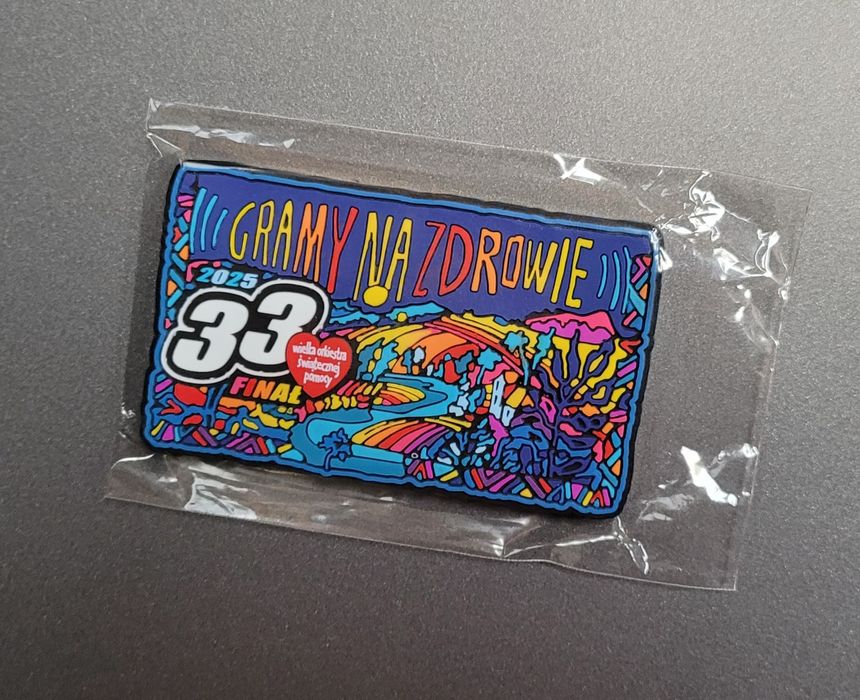 GRAMY NA ZDROWIE
2025
33
wielka orkiestra
świątecznej
pomocy
FINAŁ